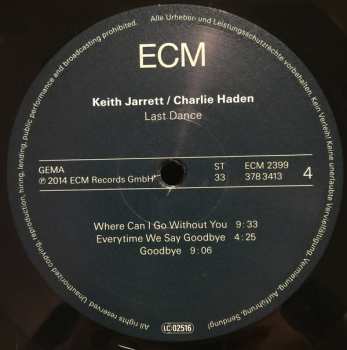 ECM
Keith Jarrett / Charlie Haden
Last Dance
GEMA
℗ 2014 ECM Records GmbH
ST
33
ECM 2399
378 3413
4
Where Can I Go Without You 9:33
Everytime We Say Goodbye 4:25
Goodbye 9:06
Alle Urheber- und Leistungsschutzrechte vorbehalten. Kein Verleih! Keine unerlaubte Vervielfältigung, Vermietung, Aufführung, Sendung!
LC 02516
All rights reserved. Unauthorized copying, reproduction, hiring, lending, public performance and broadcasting prohibited.